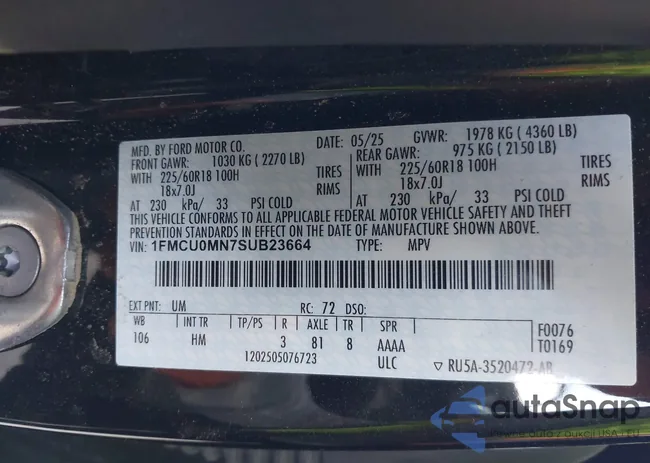 MFD. BY FORD MOTOR CO. DATE: 05/25 GVWR: 1978 KG ( 4360 LB)
FRONT GAWR: 1030 KG ( 2270 LB) REAR GAWR: 975 KG ( 2150 LB)
WITH 225/60R18 100H TIRES WITH 225/60R18 100H TIRES
18x7.0J RIMS 18x7.0J RIMS
AT 230 kPa/ 33 PSI COLD AT 230 kPa/ 33 PSI COLD
THIS VEHICLE CONFORMS TO ALL APPLICABLE FEDERAL MOTOR VEHICLE SAFETY AND THEFT
PREVENTION STANDARDS IN EFFECT ON THE DATE OF MANUFACTURE SHOWN ABOVE.
VIN: 1FMCU0MN7SUB23664 TYPE: MPV
EXT PNT: UM RC: 72 DSO:
WB INT TR TP/PS R AXLE TR SPR F0076
106 HM 3 81 8 AAAA T0169
1202505076723 ULC ▽ RU5A-3520472-AB
autoSnap